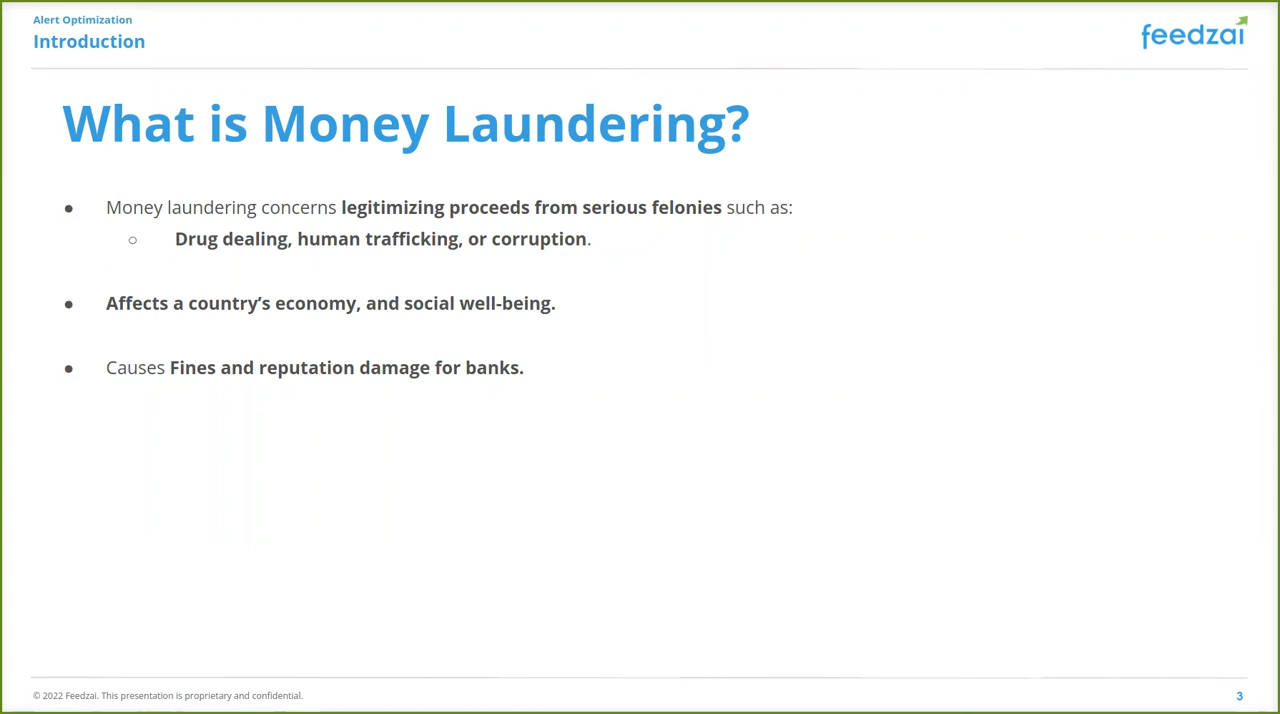 Alert Optimization
Introduction
feedzai
What is Money Laundering?
● Money laundering concerns legitimizing proceeds from serious felonies such as:
○ Drug dealing, human trafficking, or corruption.
● Affects a country’s economy, and social well-being.
● Causes Fines and reputation damage for banks.
© 2022 Feedzai. This presentation is proprietary and confidential.
3